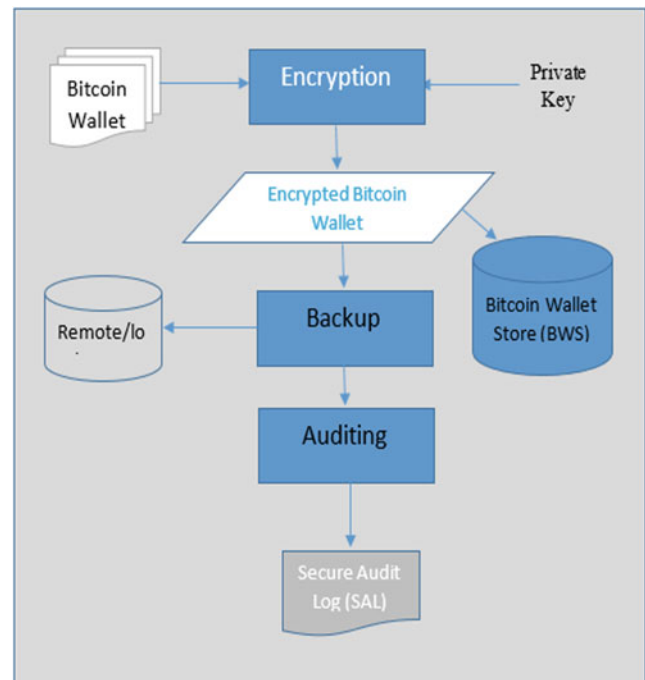 Bitcoin
Wallet
Encryption
Private
Key
Encrypted Bitcoin
Wallet
Bitcoin Wallet
Store (BWS)
Backup
Remote/lo
Auditing
Secure Audit
Log (SAL)